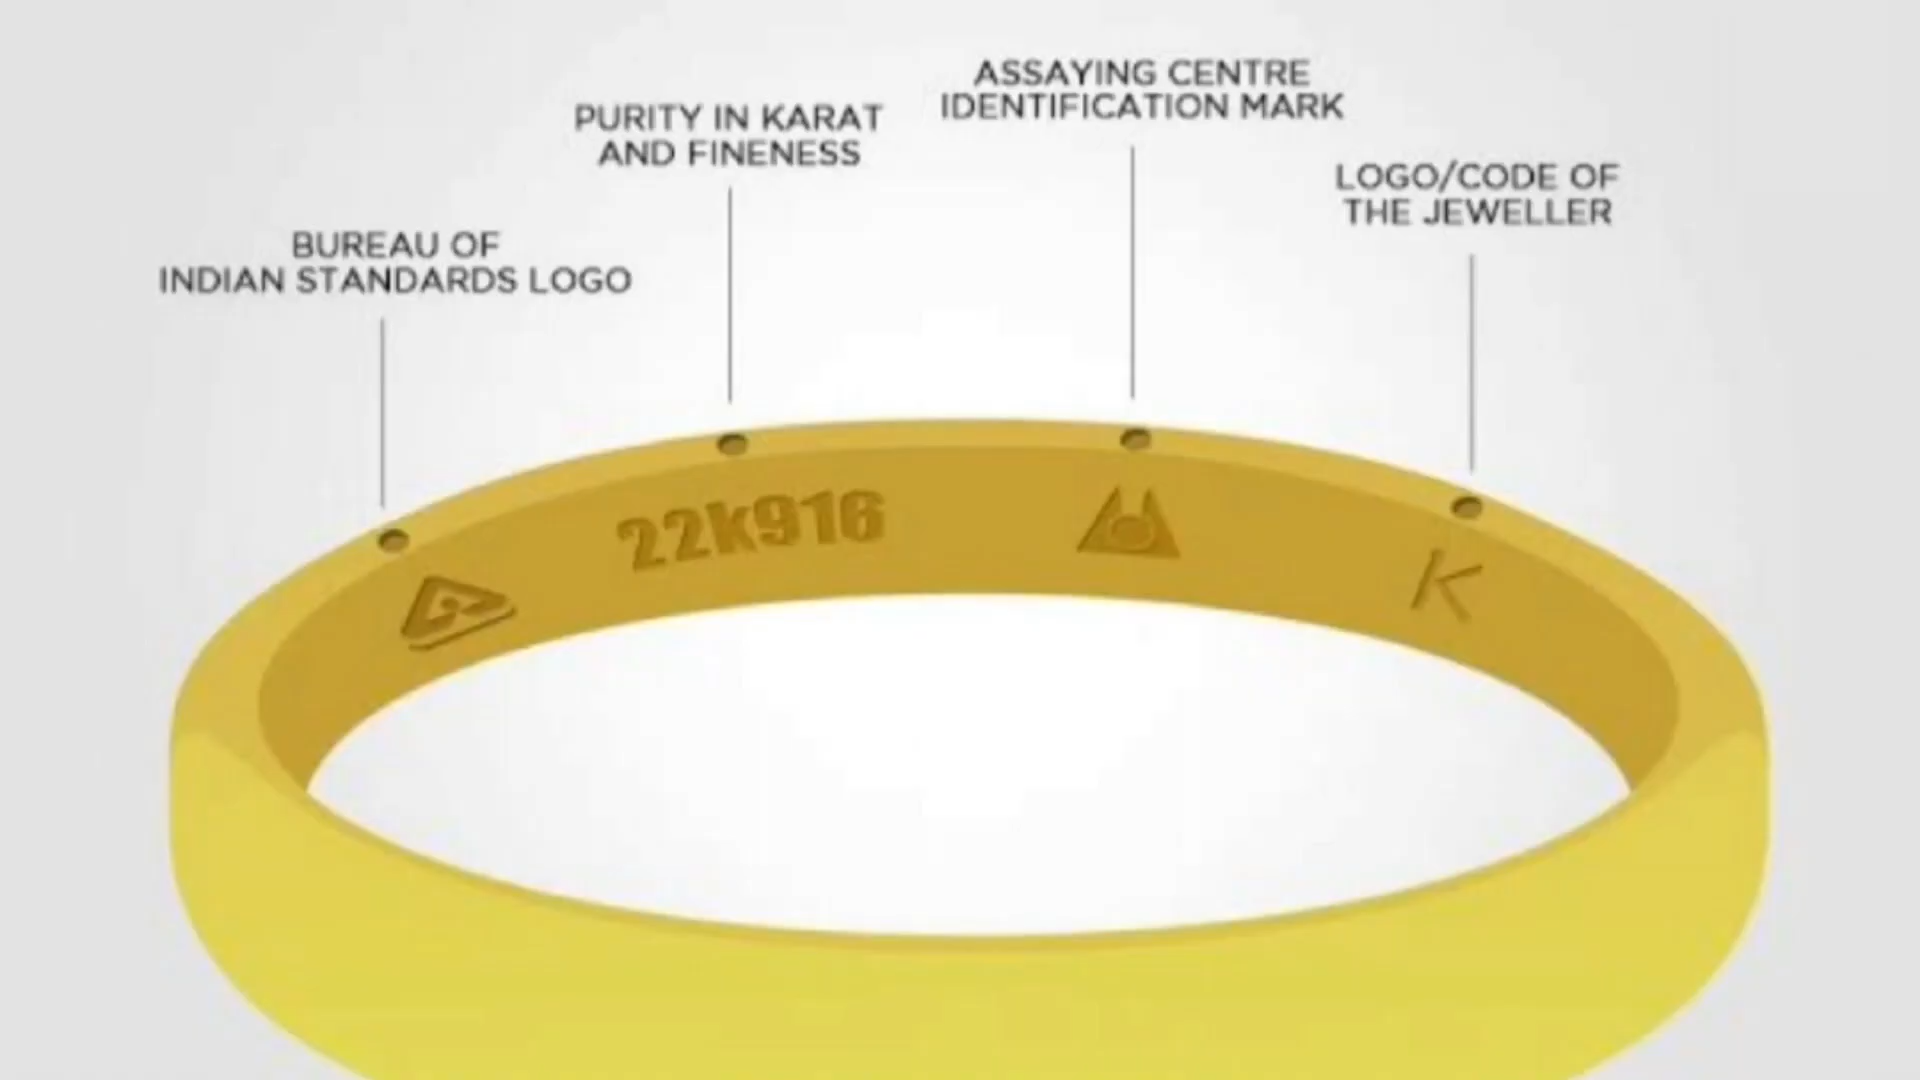 BUREAU OF
INDIAN STANDARDS LOGO
PURITY IN KARAT
AND FINENESS
ASSAYING CENTRE
IDENTIFICATION MARK
LOGO/CODE OF
THE JEWELLER
22k916
K